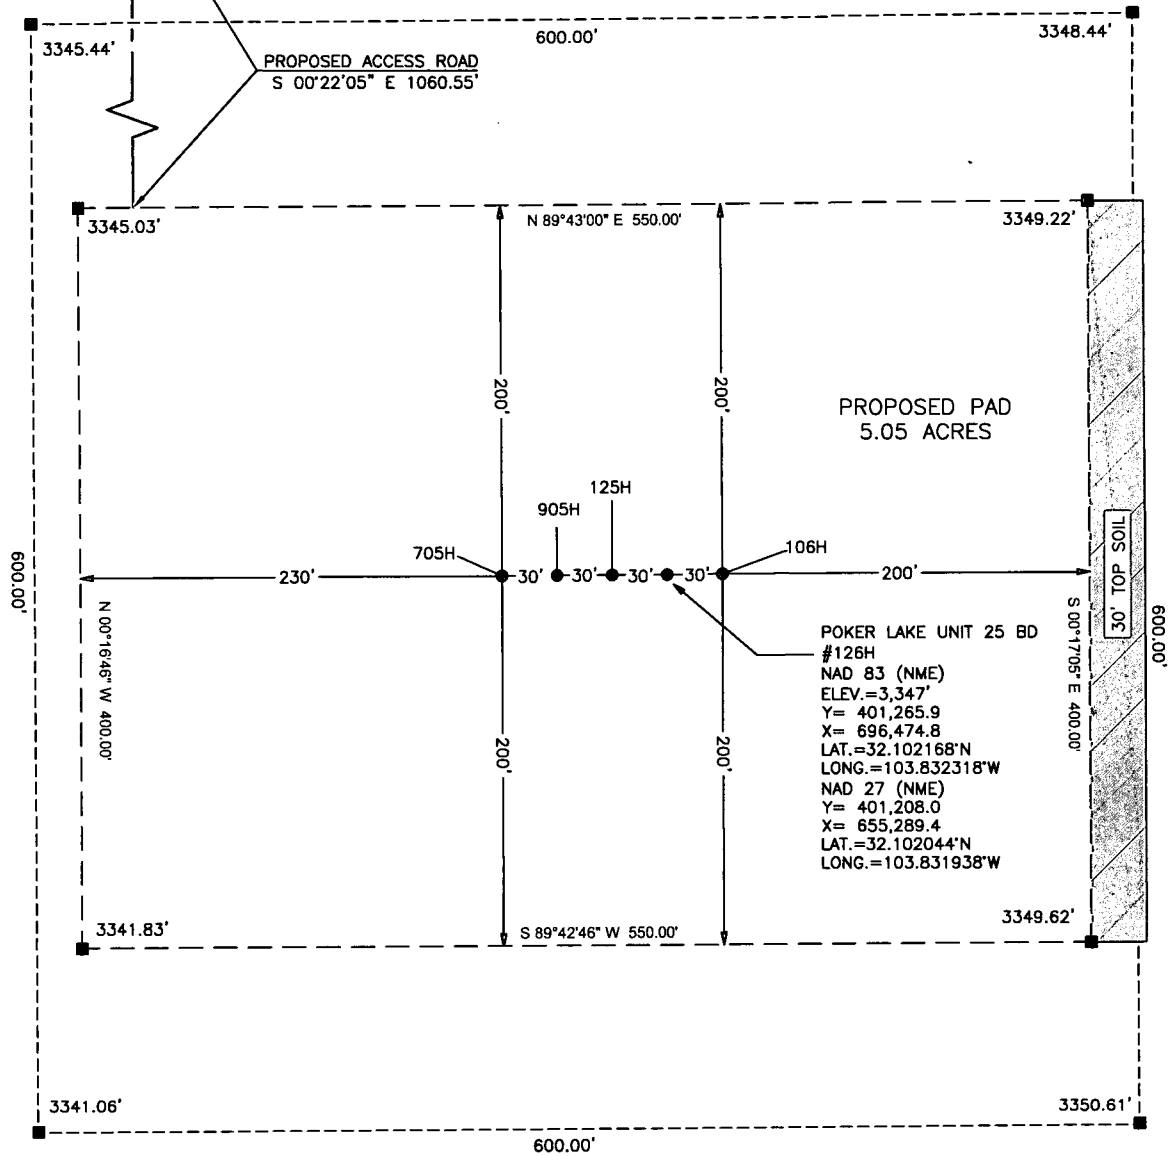 3345.44'
600.00'
3348.44'
PROPOSED ACCESS ROAD
S 00°22'05" E 1060.55'
3345.03'
N 89°43'00" E 550.00'
3349.22'
200'
200'
PROPOSED PAD
5.05 ACRES
125H
905H
705H
106H
230'
30'
30'
30'
30'
200'
600.00'
N 00°16'46" W 400.00'
S 00°17'05" E 400.00'
30' TOP SOIL
600.00'
POKER LAKE UNIT 25 BD
#126H
NAD 83 (NME)
ELEV.=3,347'
Y= 401,265.9
X= 696,474.8
LAT.=32.102168°N
LONG.=103.832318°W
NAD 27 (NME)
Y= 401,208.0
X= 655,289.4
LAT.=32.102044°N
LONG.=103.831938°W
200'
200'
3341.83'
S 89°42'46" W 550.00'
3349.62'
3341.06'
600.00'
3350.61'